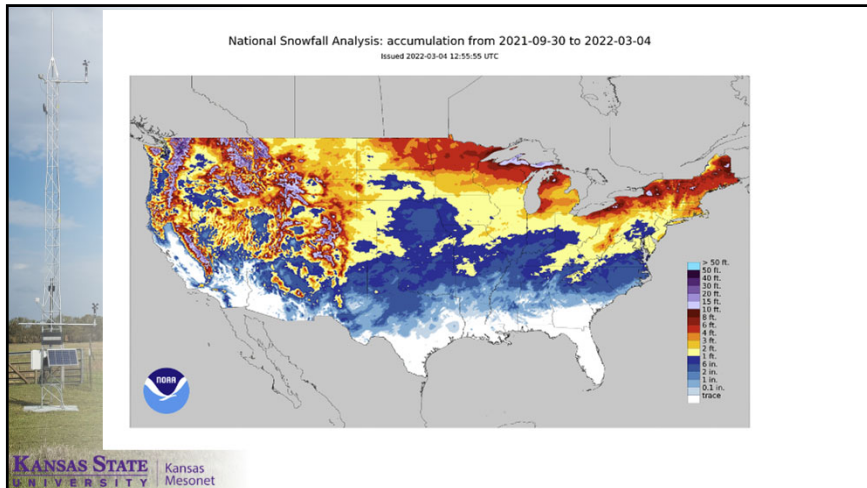 National Snowfall Analysis: accumulation from 2021-09-30 to 2022-03-04
Issued 2022-03-04 12:55:55 UTC
> 50 ft.
50 ft.
40 ft.
30 ft.
20 ft.
15 ft.
10 ft.
8 ft.
6 ft.
4 ft.
3 ft.
2 ft.
1 ft.
6 in.
2 in.
1 in.
0.1 in.
trace
NOAA
KANSAS STATE
UNIVERSITY
Kansas
Mesonet